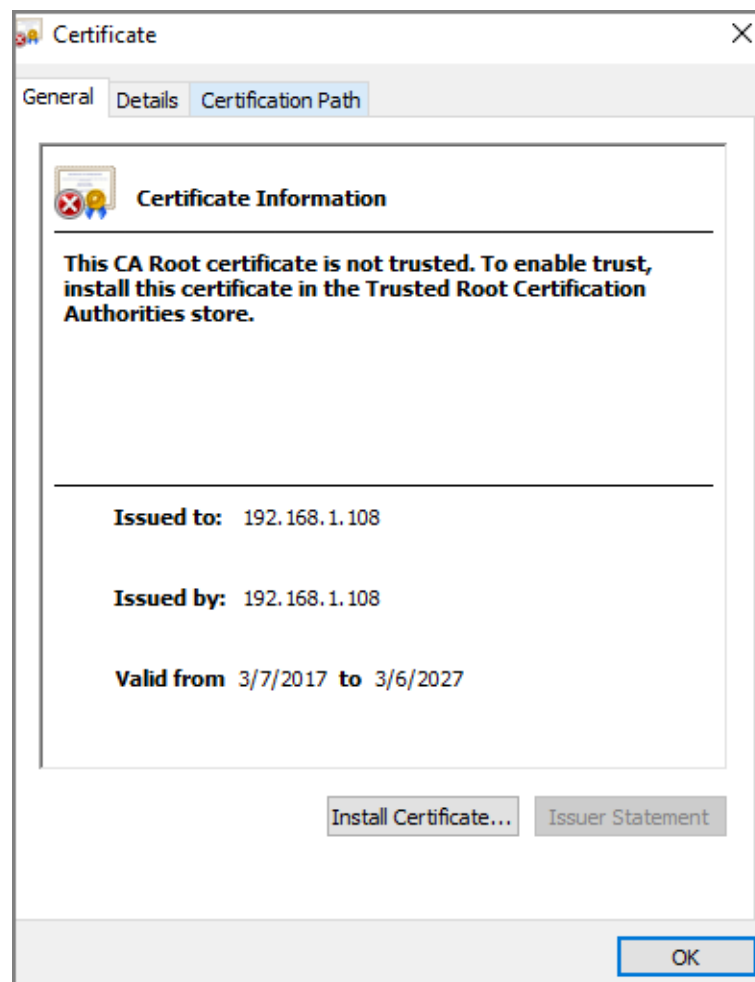 Certificate
General Details Certification Path
Certificate Information
This CA Root certificate is not trusted. To enable trust,
install this certificate in the Trusted Root Certification
Authorities store.
Issued to: 192.168.1.108
Issued by: 192.168.1.108
Valid from 3/7/2017 to 3/6/2027
Install Certificate... Issuer Statement
OK